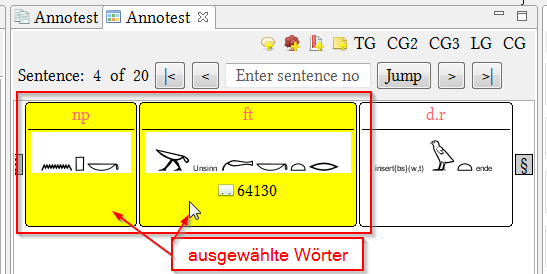 Annotest Annotest
TG CG2 CG3 LG CG
Sentence: 4 of 20 |< < Enter sentence no Jump > >|
np ft d.r
Unsinn insert{bs}(w,t) ende §
64130
ausgewählte Wörter